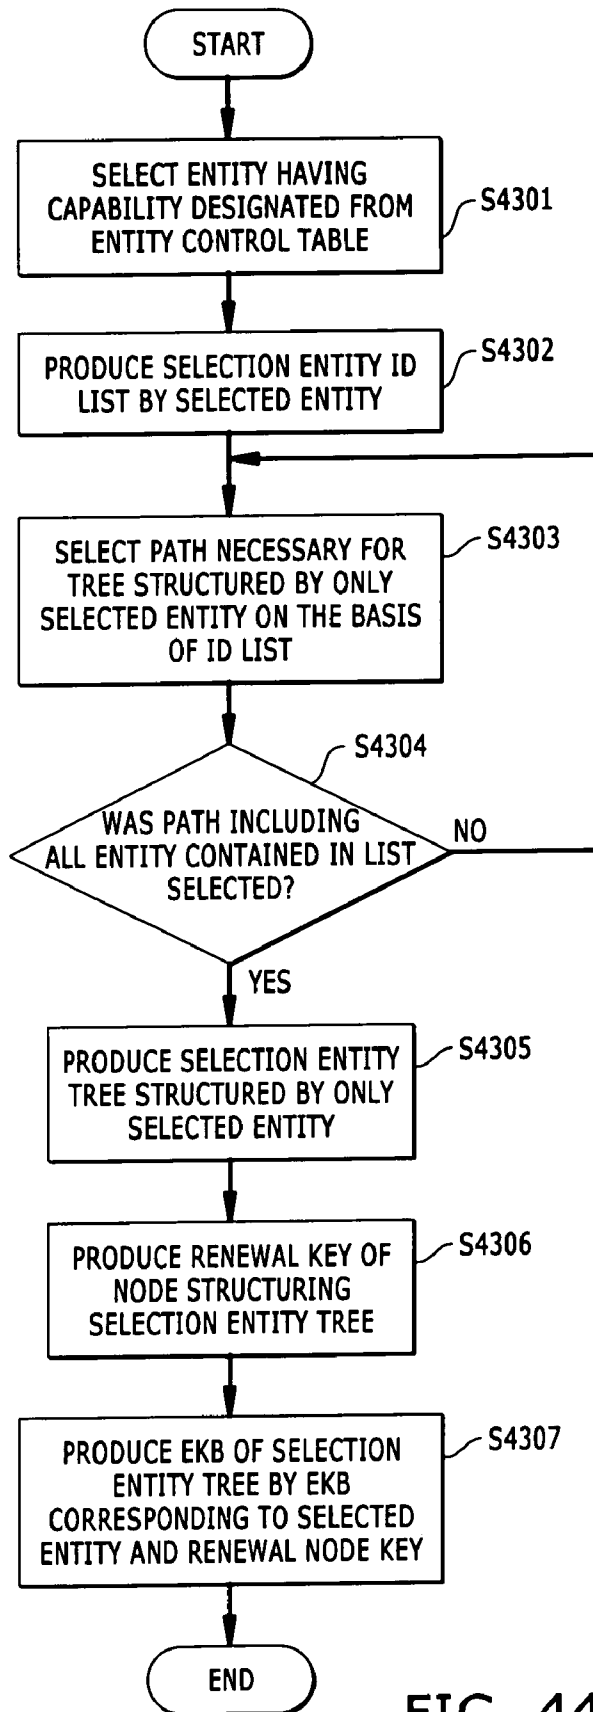 START
SELECT ENTITY HAVING
CAPABILITY DESIGNATED FROM
ENTITY CONTROL TABLE
S4301
PRODUCE SELECTION ENTITY ID
LIST BY SELECTED ENTITY
S4302
SELECT PATH NECESSARY FOR
TREE STRUCTURED BY ONLY
SELECTED ENTITY ON THE BASIS
OF ID LIST
S4303
S4304
WAS PATH INCLUDING
ALL ENTITY CONTAINED IN LIST
SELECTED?
NO
YES
PRODUCE SELECTION ENTITY
TREE STRUCTURED BY ONLY
SELECTED ENTITY
S4305
PRODUCE RENEWAL KEY OF
NODE STRUCTURING
SELECTION ENTITY TREE
S4306
PRODUCE EKB OF SELECTION
ENTITY TREE BY EKB
CORRESPONDING TO SELECTED
ENTITY AND RENEWAL NODE KEY
S4307
END
FIG. 44